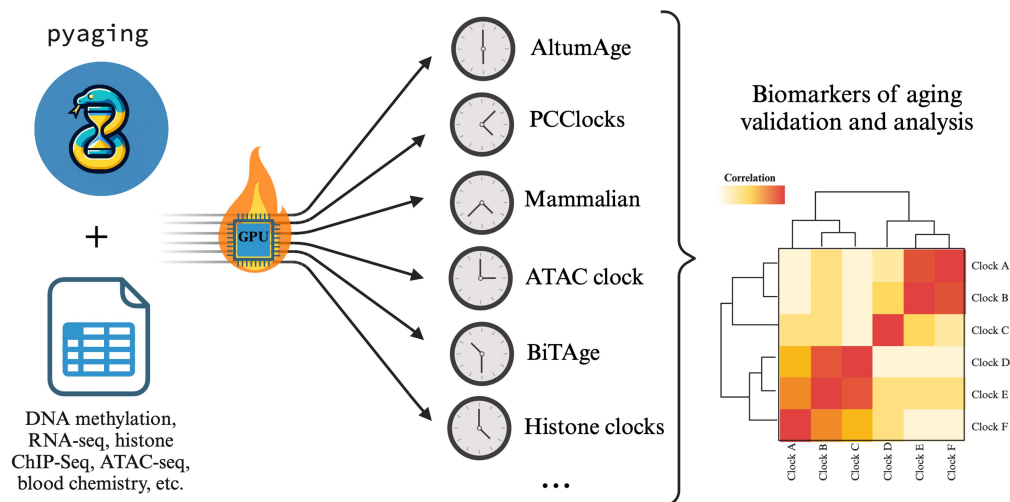 pyaging
+
DNA methylation,
RNA-seq, histone
ChIP-Seq, ATAC-seq,
blood chemistry, etc.
GPU
AltumAge
PCClocks
Mammalian
ATAC clock
BiTAge
Histone clocks
...
Biomarkers of aging
validation and analysis
Correlation
Clock A
Clock B
Clock C
Clock D
Clock E
Clock F
Clock A
Clock B
Clock C
Clock D
Clock E
Clock F